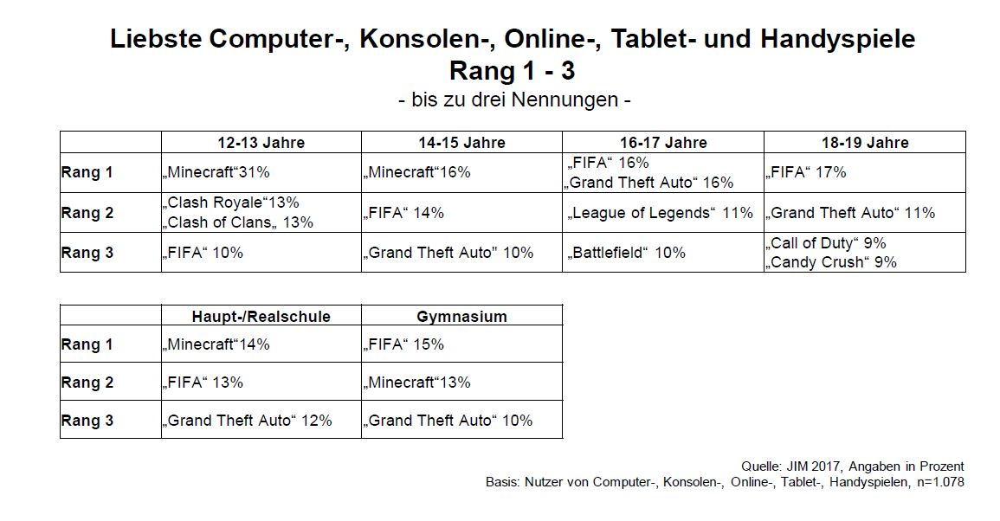 Liebste Computer-, Konsolen-, Online-, Tablet- und Handyspiele
Rang 1 - 3
- bis zu drei Nennungen -
12-13 Jahre 14-15 Jahre 16-17 Jahre 18-19 Jahre
Rang 1 „Minecraft“31% „Minecraft“16% „FIFA“ 16%
„Grand Theft Auto“ 16% „FIFA“ 17%
Rang 2 „Clash Royale“13%
„Clash of Clans„ 13% „FIFA“ 14% „League of Legends“ 11% „Grand Theft Auto“ 11%
Rang 3 „FIFA“ 10% „Grand Theft Auto" 10% „Battlefield“ 10% „Call of Duty“ 9%
„Candy Crush“ 9%
Haupt-/Realschule Gymnasium
Rang 1 „Minecraft“14% „FIFA“ 15%
Rang 2 „FIFA“ 13% „Minecraft“13%
Rang 3 „Grand Theft Auto“ 12% „Grand Theft Auto“ 10%
Quelle: JIM 2017, Angaben in Prozent
Basis: Nutzer von Computer-, Konsolen-, Online-, Tablet-, Handyspielen, n=1.078